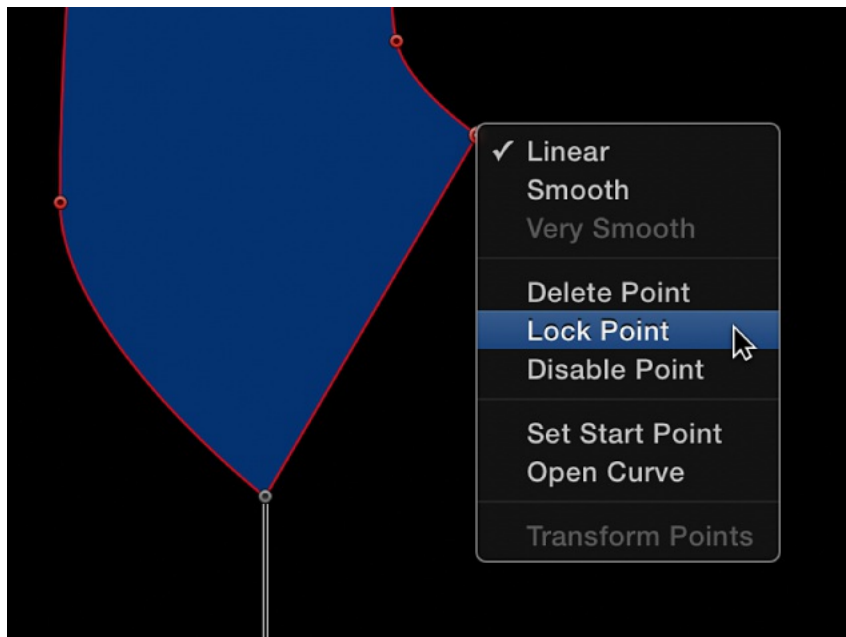 ✓ Linear
Smooth
Very Smooth
Delete Point
Lock Point
Disable Point
Set Start Point
Open Curve
Transform Points